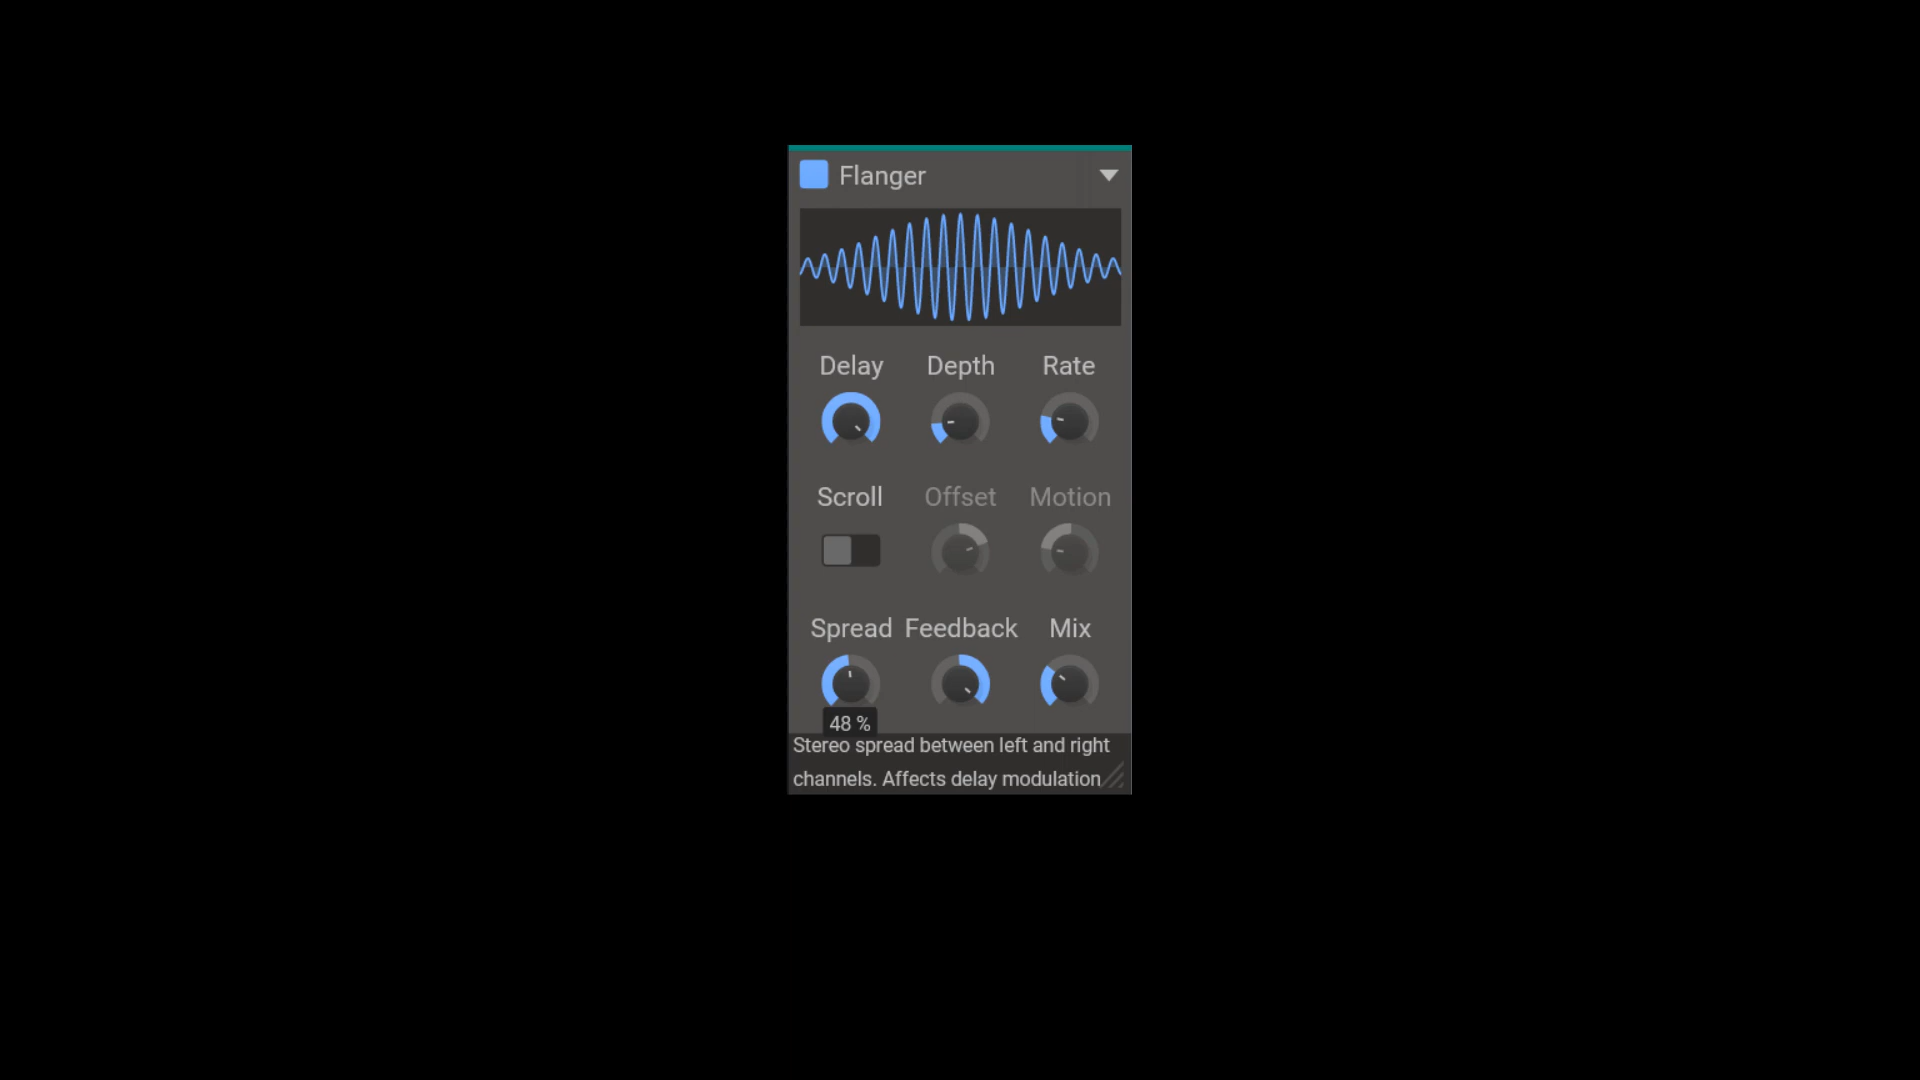 Flanger
Delay Depth Rate
Scroll Offset Motion
Spread Feedback Mix
48 %
Stereo spread between left and right
channels. Affects delay modulation